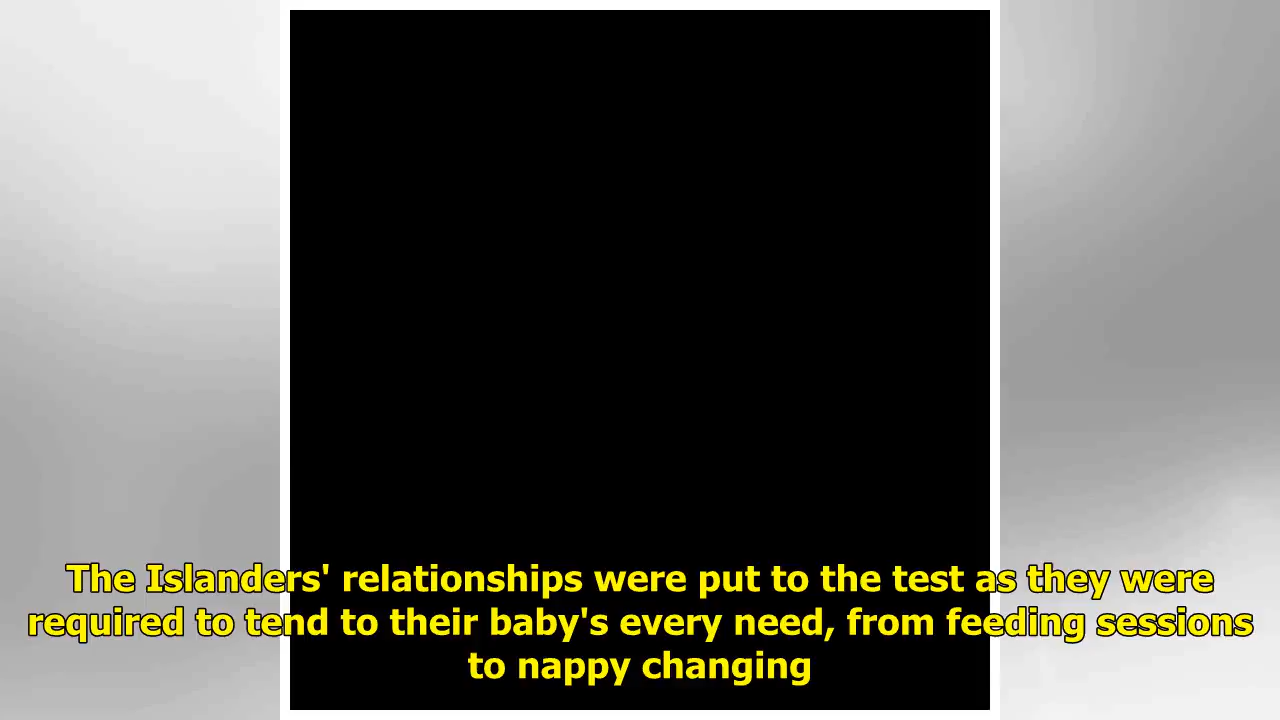 The Islanders' relationships were put to the test as they were
required to tend to their baby's every need, from feeding sessions
to nappy changing